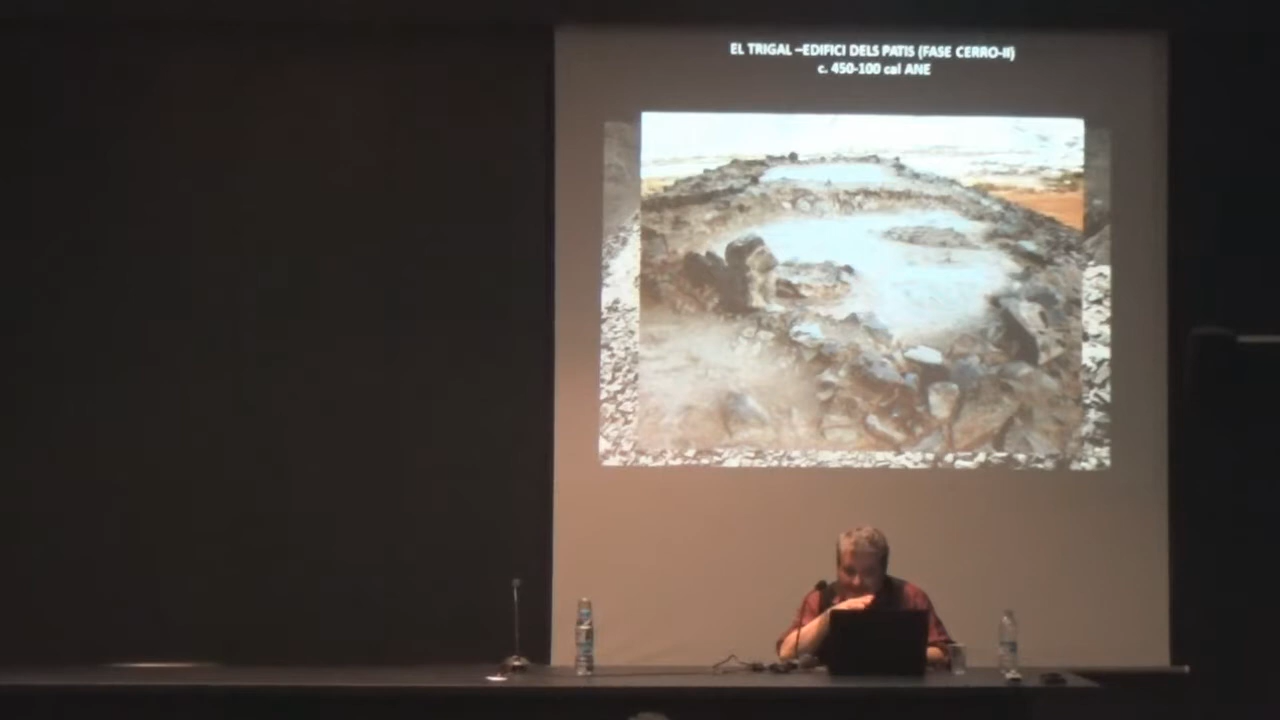 EL TRIGAL –EDIFICI DELS PATIS (FASE CERRO-II)
c. 450-100 cal ANE